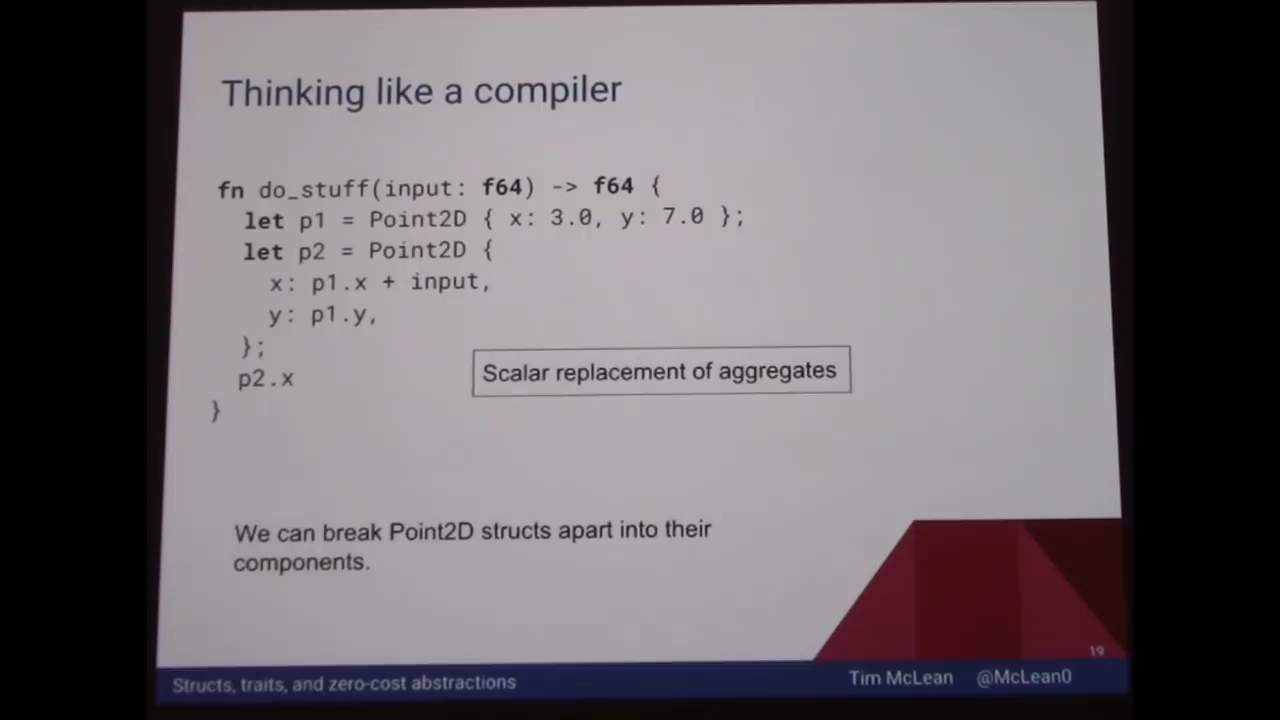 Thinking like a compiler
fn do_stuff(input: f64) -> f64 {
let p1 = Point2D { x: 3.0, y: 7.0 };
let p2 = Point2D {
x: p1.x + input,
y: p1.y,
};
p2.x
}
Scalar replacement of aggregates
We can break Point2D structs apart into their
components.
19
Structs, traits, and zero-cost abstractions
Tim McLean @McLean0